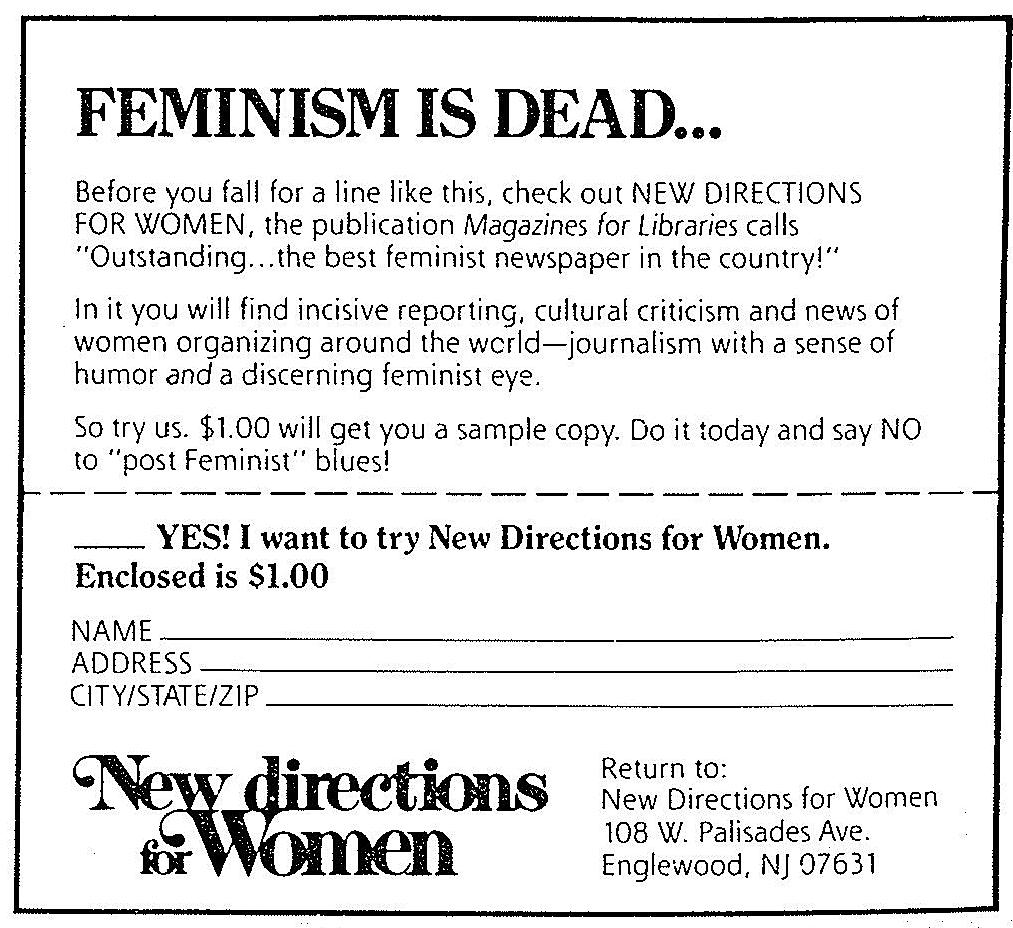 FEMINISM IS DEAD...
Before you fall for a line like this, check out NEW DIRECTIONS
FOR WOMEN, the publication Magazines for Libraries calls
"Outstanding...the best feminist newspaper in the country!"
In it you will find incisive reporting, cultural criticism and news of
women organizing around the world—journalism with a sense of
humor and a discerning feminist eye.
So try us. $1.00 will get you a sample copy. Do it today and say NO
to "post Feminist" blues!
____ YES! I want to try New Directions for Women.
Enclosed is $1.00
NAME
ADDRESS
CITY/STATE/ZIP
New directions
for Women
Return to:
New Directions for Women
108 W. Palisades Ave.
Englewood, NJ 07631